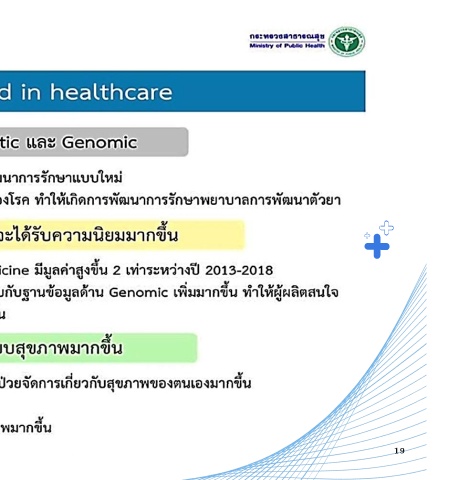 กระทรวงสาธารณสุข
Ministry of Public Health
d in healthcare
tic และ Genomic
นาการรักษาแบบใหม่
งโรค ทำให้เกิดการพัฒนาการรักษาพยาบาลการพัฒนาตัวยา
จะได้รับความนิยมมากขึ้น
icine มีมูลค่าสูงขึ้น 2 เท่าระหว่างปี 2013-2018
กับฐานข้อมูลด้าน Genomic เพิ่มมากขึ้น ทำให้ผู้ผลิตสนใจ
น
บสุขภาพมากขึ้น
ป่วยจัดการเกี่ยวกับสุขภาพของตนเองมากขึ้น
พมากขึ้น
19